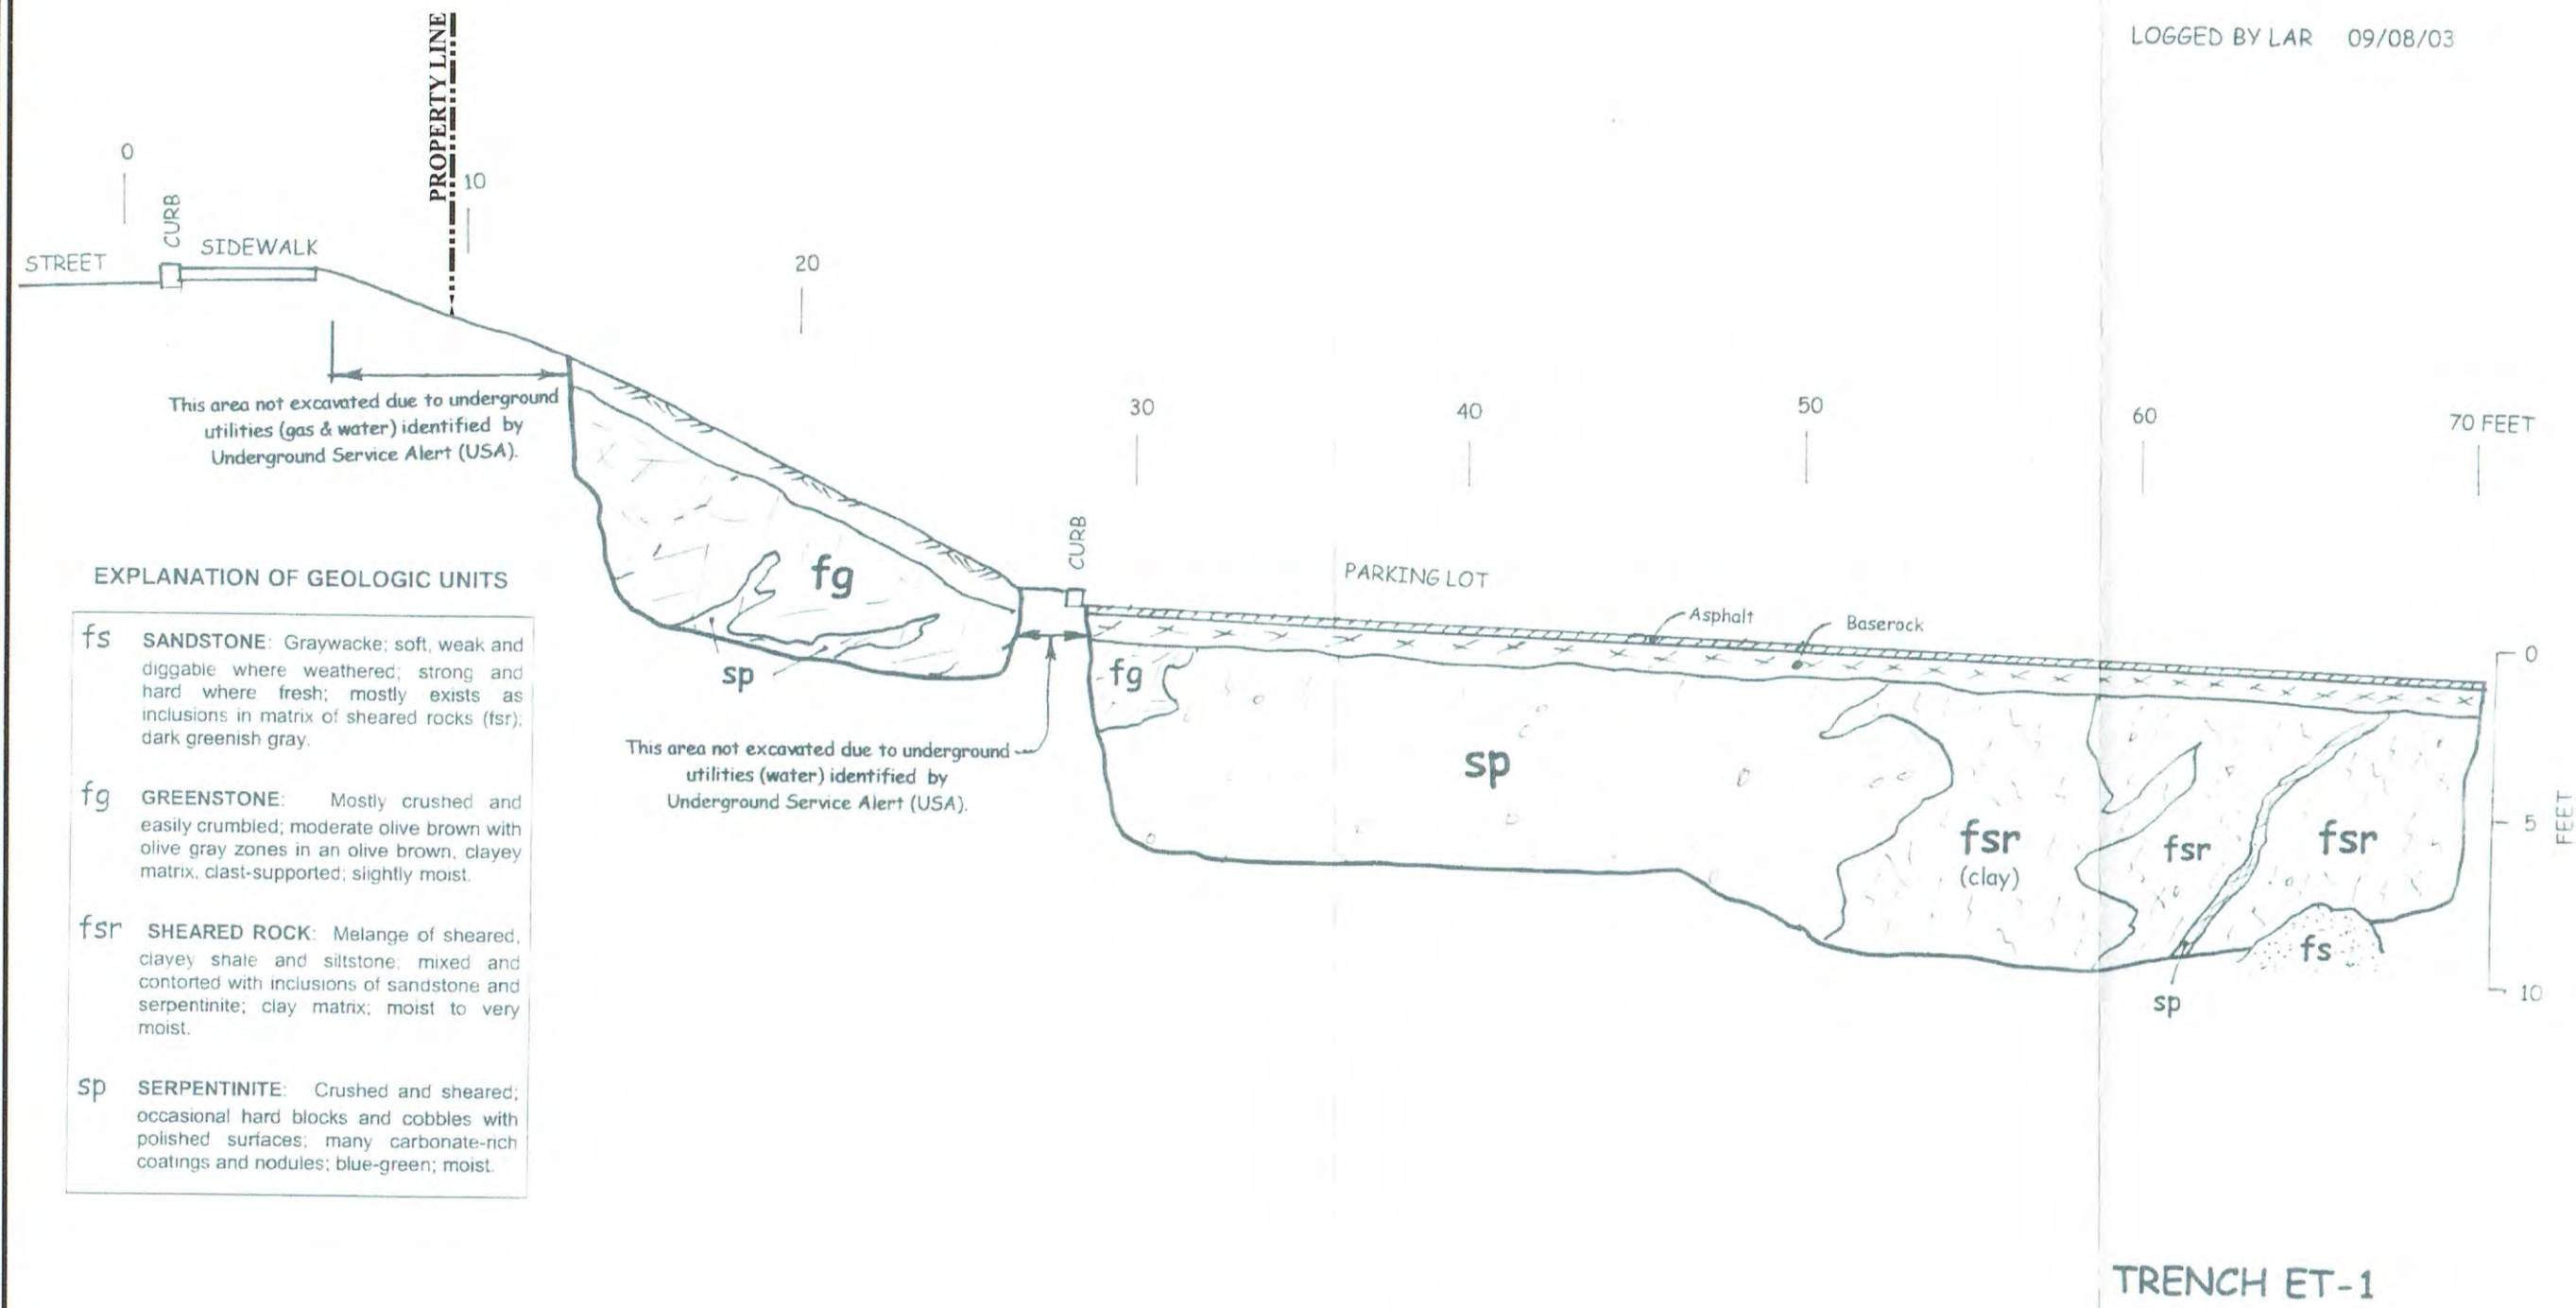 LOGGED BY LAR 09/08/03
PROPERTY LINE
0
10
CURB
SIDEWALK
STREET
20
30
40
50
60
70 FEET
This area not excavated due to underground
utilities (gas & water) identified by
Underground Service Alert (USA).
CURB
PARKING LOT
Asphalt
Baserock
fg
sp
fg
sp
fsr
(clay)
fsr
fsr
fs
sp
0
5
10
FEET
This area not excavated due to underground
utilities (water) identified by
Underground Service Alert (USA).
EXPLANATION OF GEOLOGIC UNITS
fs SANDSTONE: Graywacke; soft, weak and
diggable where weathered; strong and
hard where fresh; mostly exists as
inclusions in matrix of sheared rocks (fsr);
dark greenish gray.
fg GREENSTONE: Mostly crushed and
easily crumbled; moderate olive brown with
olive gray zones in an olive brown, clayey
matrix, clast-supported; slightly moist.
fsr SHEARED ROCK: Melange of sheared,
clayey shale and siltstone; mixed and
contorted with inclusions of sandstone and
serpentinite; clay matrix; moist to very
moist.
sp SERPENTINITE: Crushed and sheared;
occasional hard blocks and cobbles with
polished surfaces; many carbonate-rich
coatings and nodules; blue-green; moist.
TRENCH ET-1